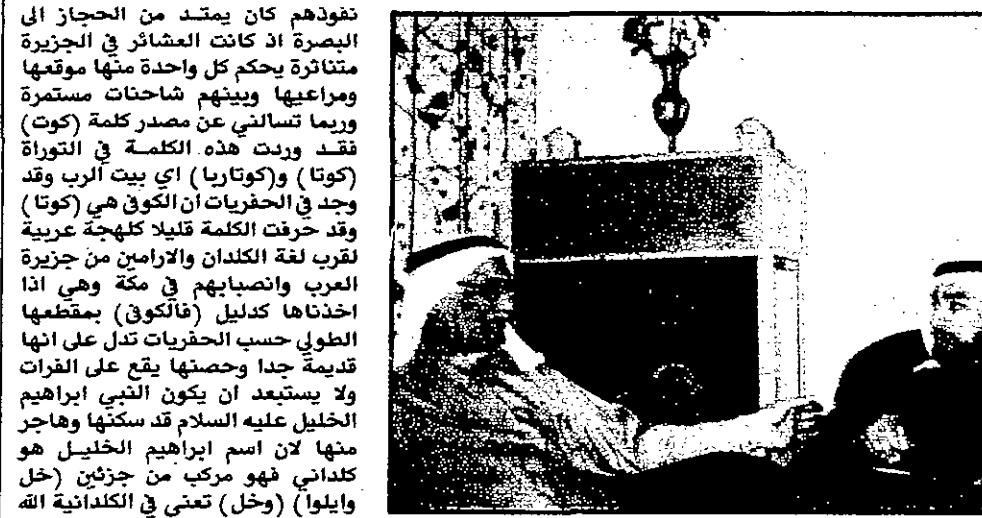 نفوذهم كان يمتد من الحجاز الى
البصرة اذ كانت العشائر في الجزيرة
متناثرة يحكم كل واحدة منها موقعها
ومراعيها وبينهم شاحنات مستمرة
وربما تسالني عن مصدر كلمة (كوت)
فقد وردت هذه الكلمة في التوراة
(كوتا) و(كوتاريا) اي بيت الرب وقد
وجد في الحفريات ان الكوفي هي (كوتا)
وقد حرفت الكلمة قليلا كلهجة عربية
لقرب لغة الكلدان والارامين من جزيرة
العرب وانصبابهم في مكة وهي اذا
اخذناها كدليل (فالكوفي) بمقطعها
الطولي حسب الحفريات تدل على انها
قديمة جدا وحصنها يقع على الفرات
ولا يستبعد ان يكون النبي ابراهيم
الخليل عليه السلام قد سكنها وهاجر
منها لان اسم ابراهيم الخليل هو
كلداني فهو مركب من جزئين (خل
وايلوا) (وخل) تعني في الكلدانية الله